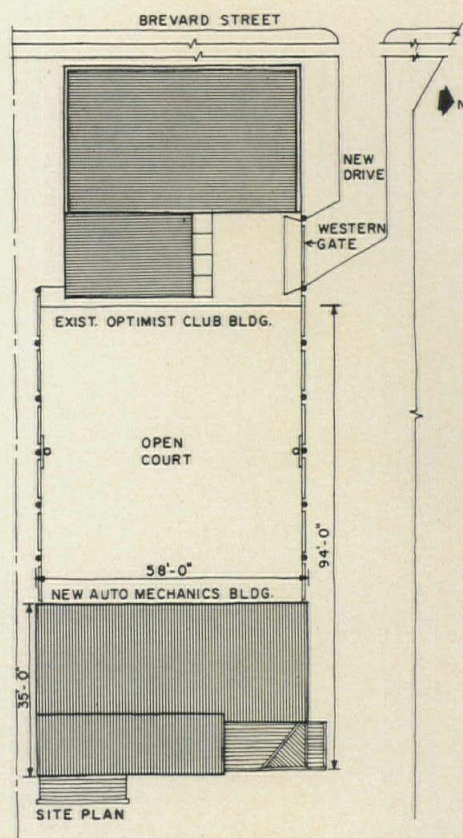 BREVARD STREET
N
NEW
DRIVE
WESTERN
GATE
EXIST. OPTIMIST CLUB BLDG.
OPEN
COURT
94'-0"
58'-0"
NEW AUTO MECHANICS BLDG.
35'-0"
SITE PLAN